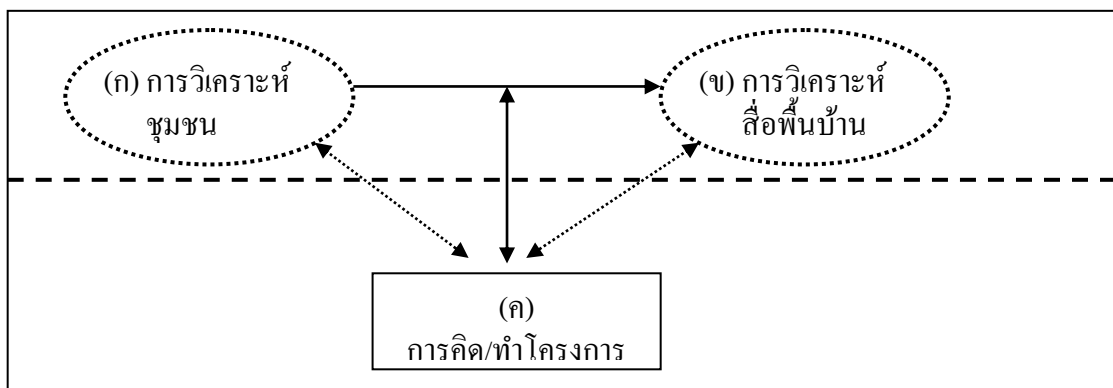 (ก) การวิเคราะห์
ชุมชน
(ข) การวิเคราะห์
สื่อพื้นบ้าน
(ค)
การคิด/ทำโครงการ